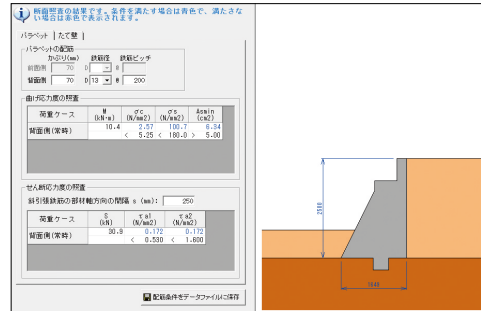 断面照査の結果です。条件を満たす場合は青色で、満たさない場合は赤色で表示されます。
パラペット たて壁
パラペットの配筋
かぶり(mm) 鉄筋径 鉄筋ピッチ
前面側 70 D @
背面側 70 D 13 @ 200
曲げ応力度の照査
荷重ケース M (kN・m) σc (N/mm2) σs (N/mm2) Asmin (cm2)
背面側(常時) 10.4 2.57 100.7 6.34
< 5.25 < 180.0 > 5.00
せん断応力度の照査
斜引張鉄筋の部材軸方向の間隔 s (mm): 250
荷重ケース S (kN) τa1 (N/mm2) τa2 (N/mm2)
背面側(常時) 30.9 0.172 0.172
< 0.530 < 1.600
配筋条件をデータファイルに保存
2500